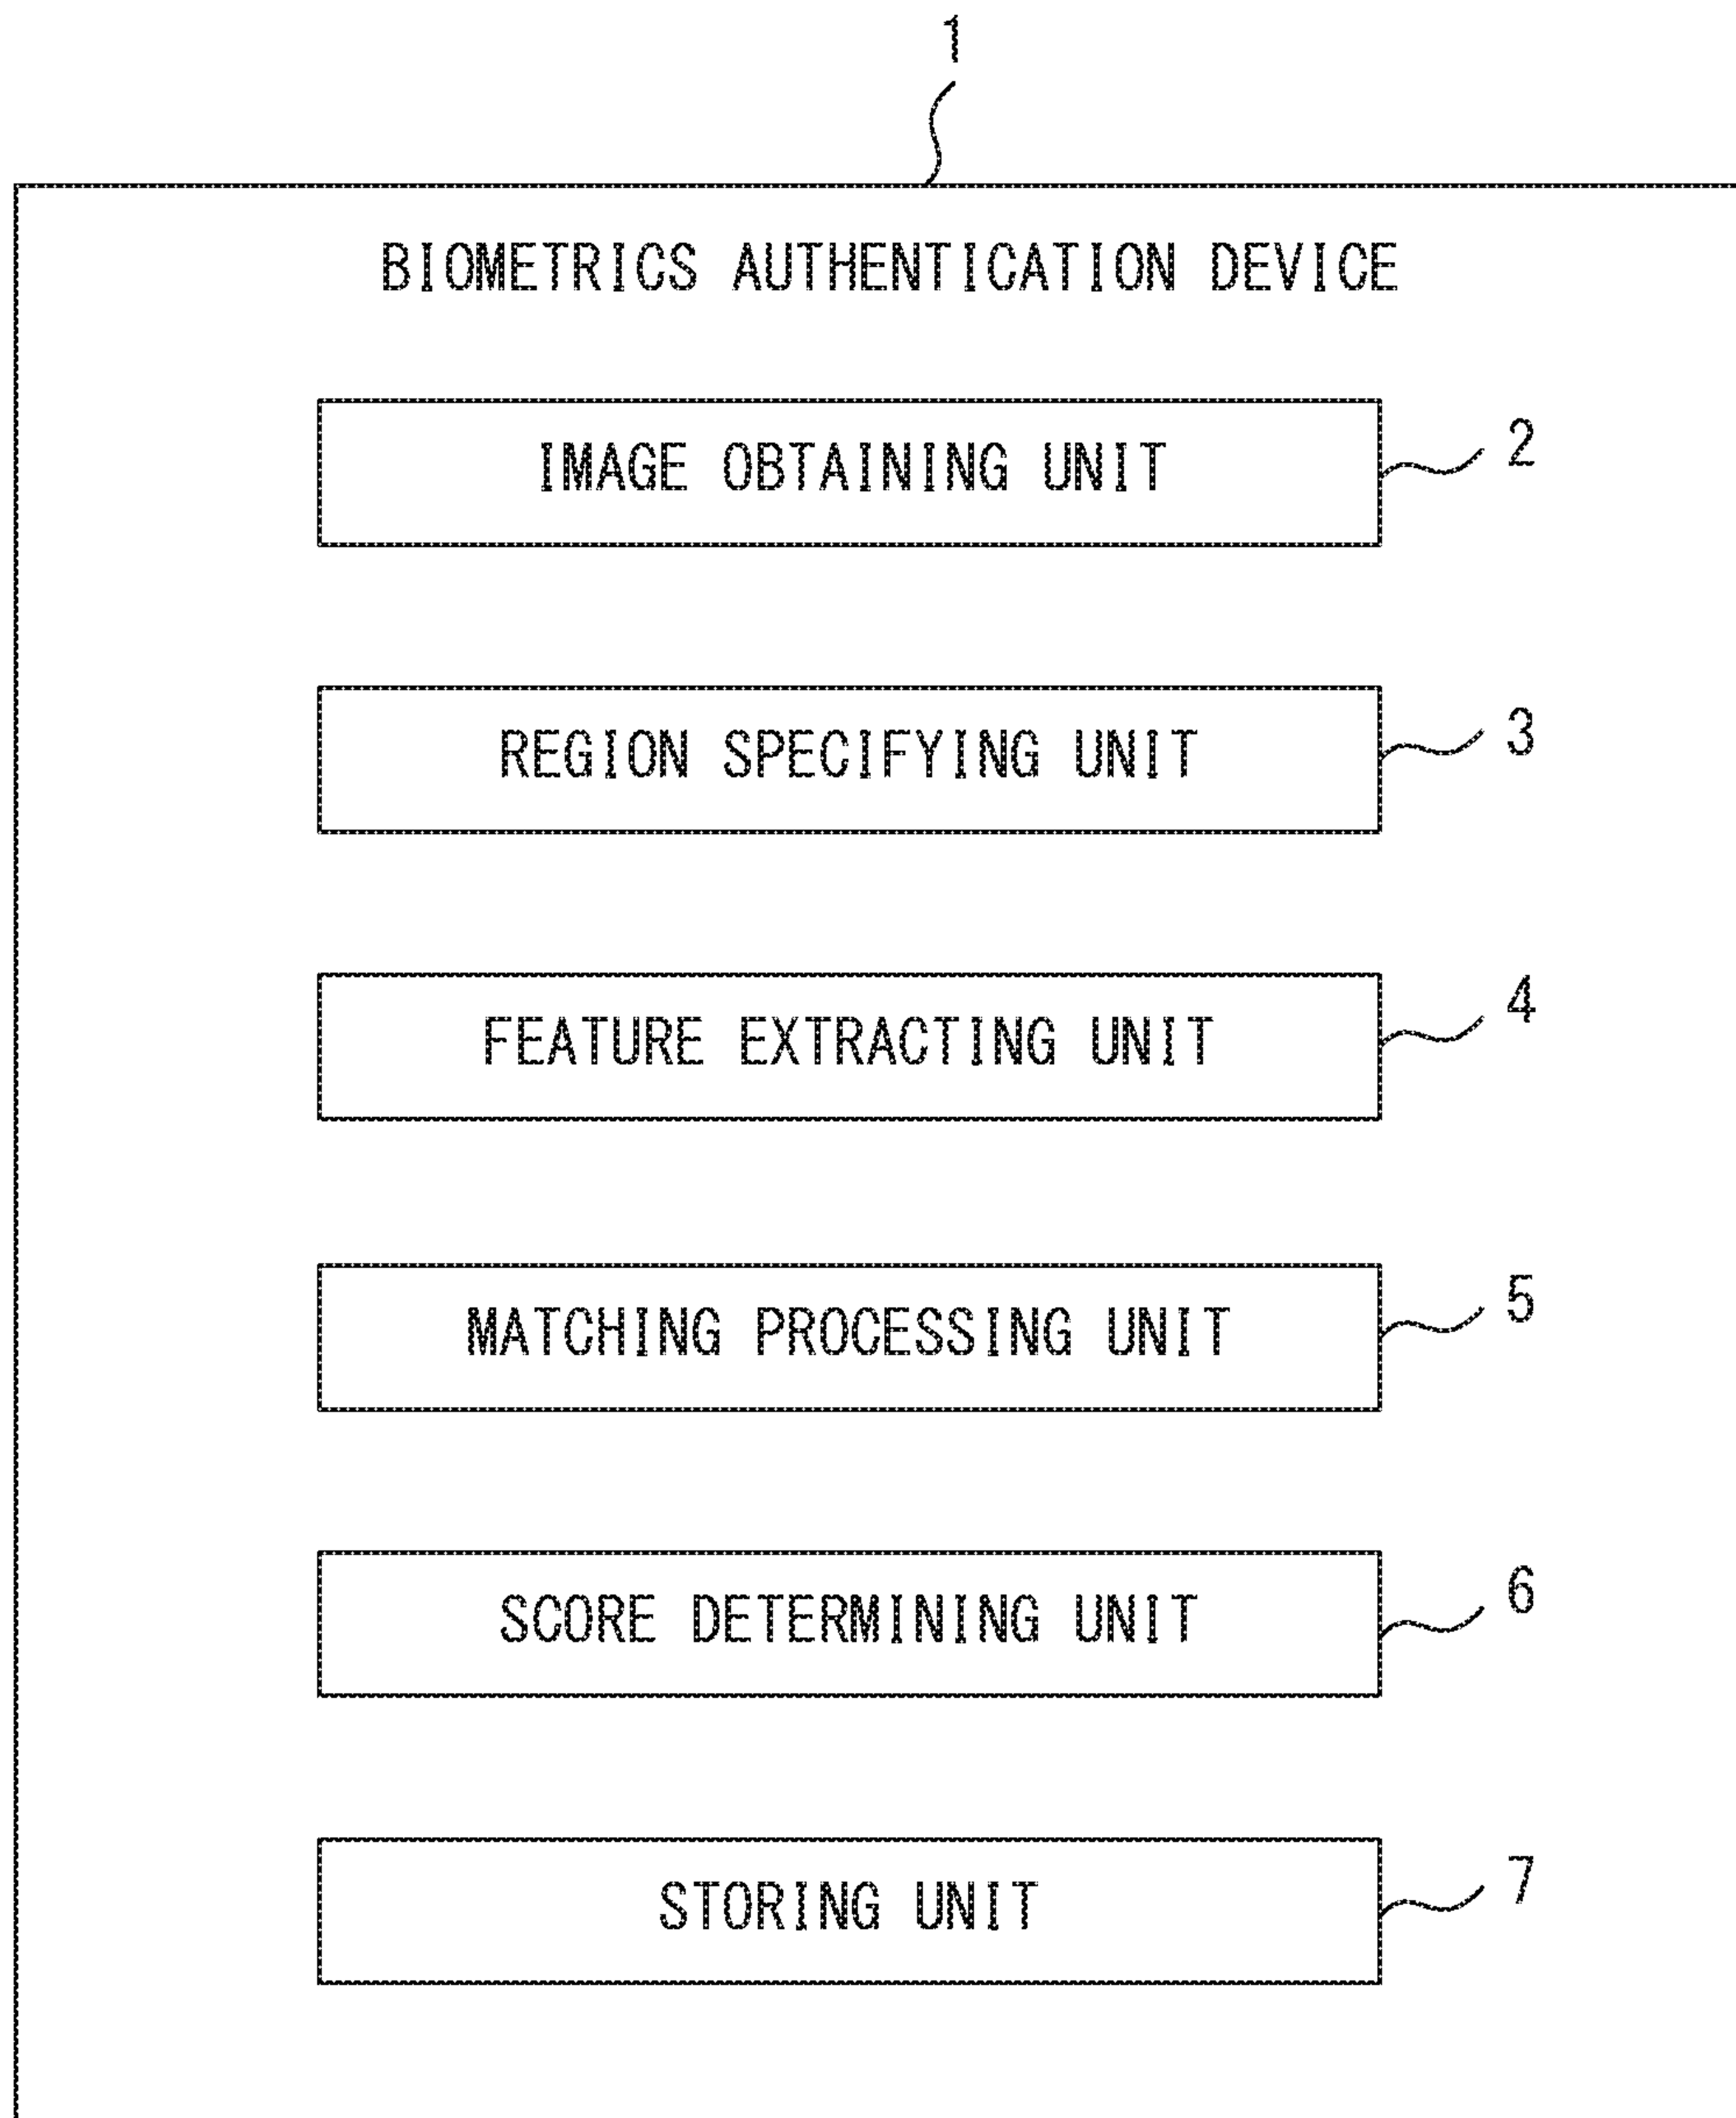 1
BIOMETRICS AUTHENTICATION DEVICE
IMAGE OBTAINING UNIT 2
REGION SPECIFYING UNIT 3
FEATURE EXTRACTING UNIT 4
MATCHING PROCESSING UNIT 5
SCORE DETERMINING UNIT 6
STORING UNIT 7